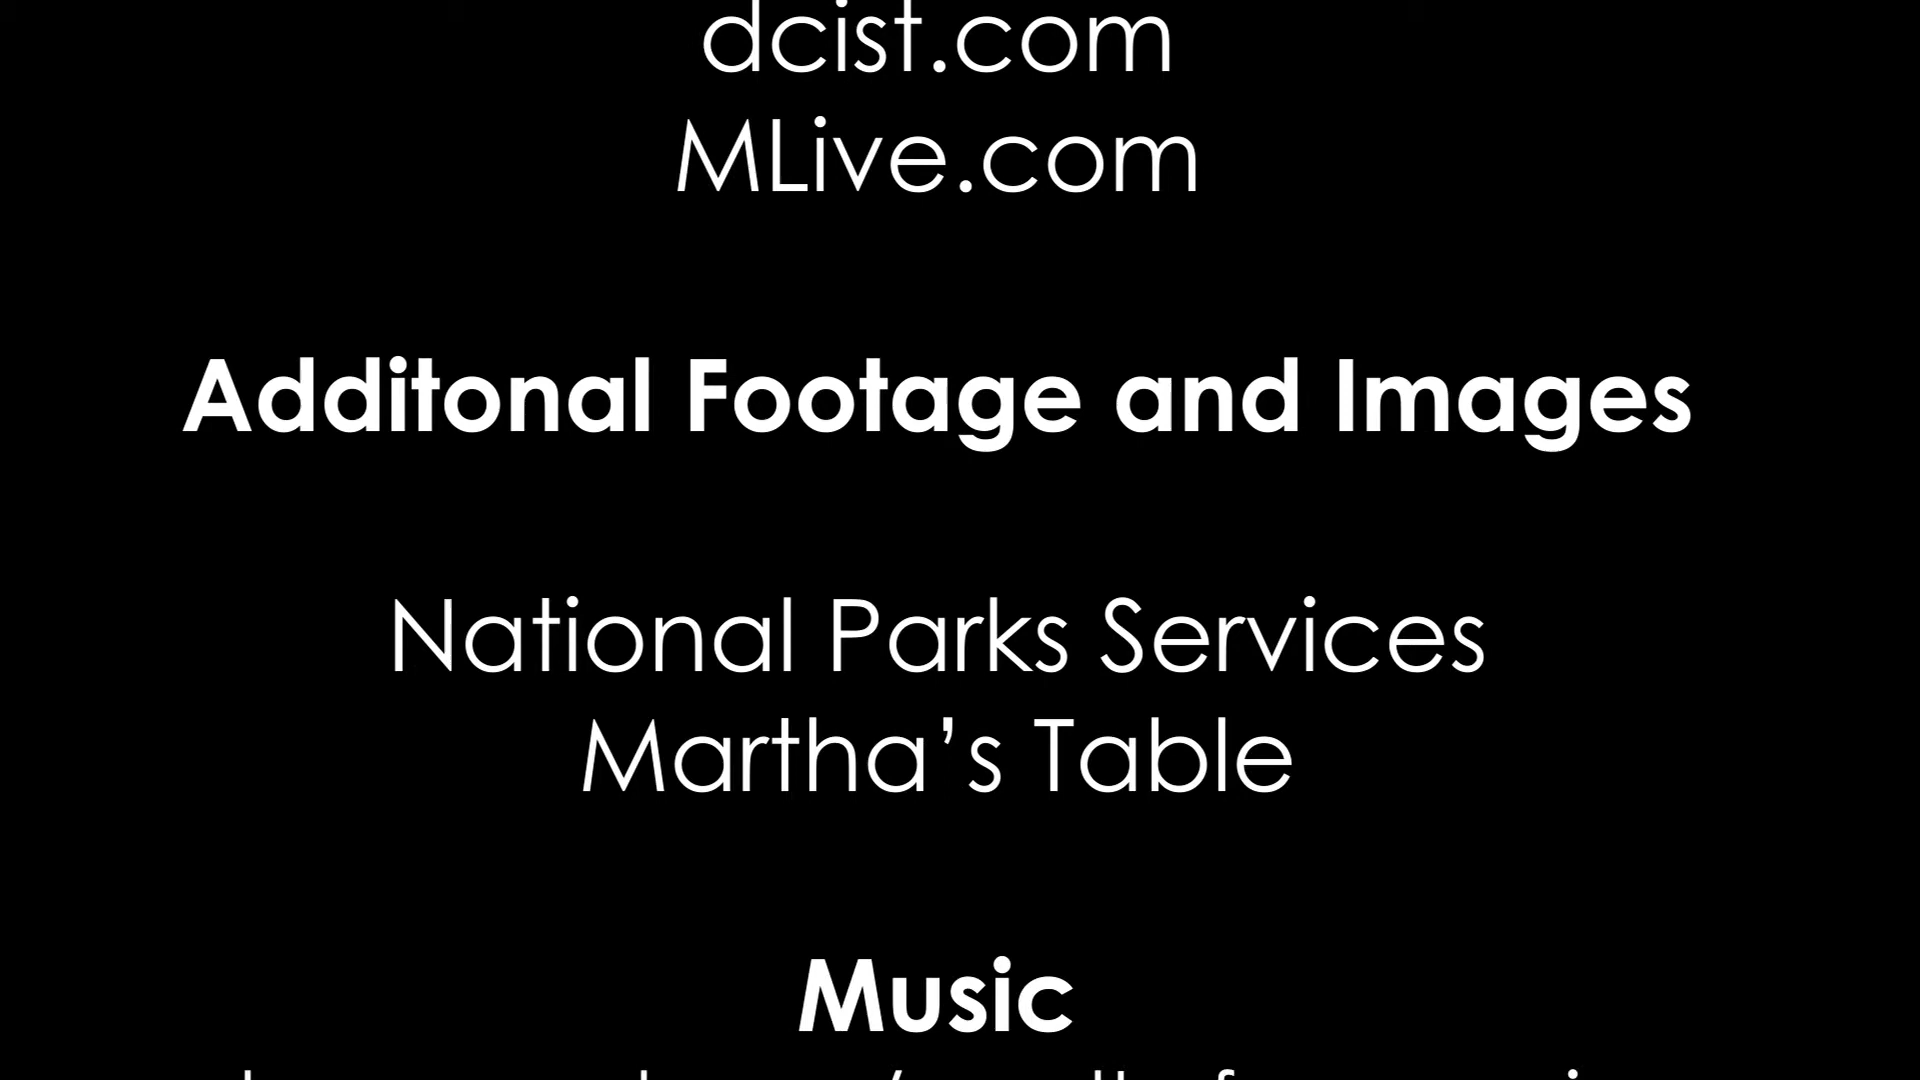 dcist.com
MLive.com
Additonal Footage and Images
National Parks Services
Martha’s Table
Music